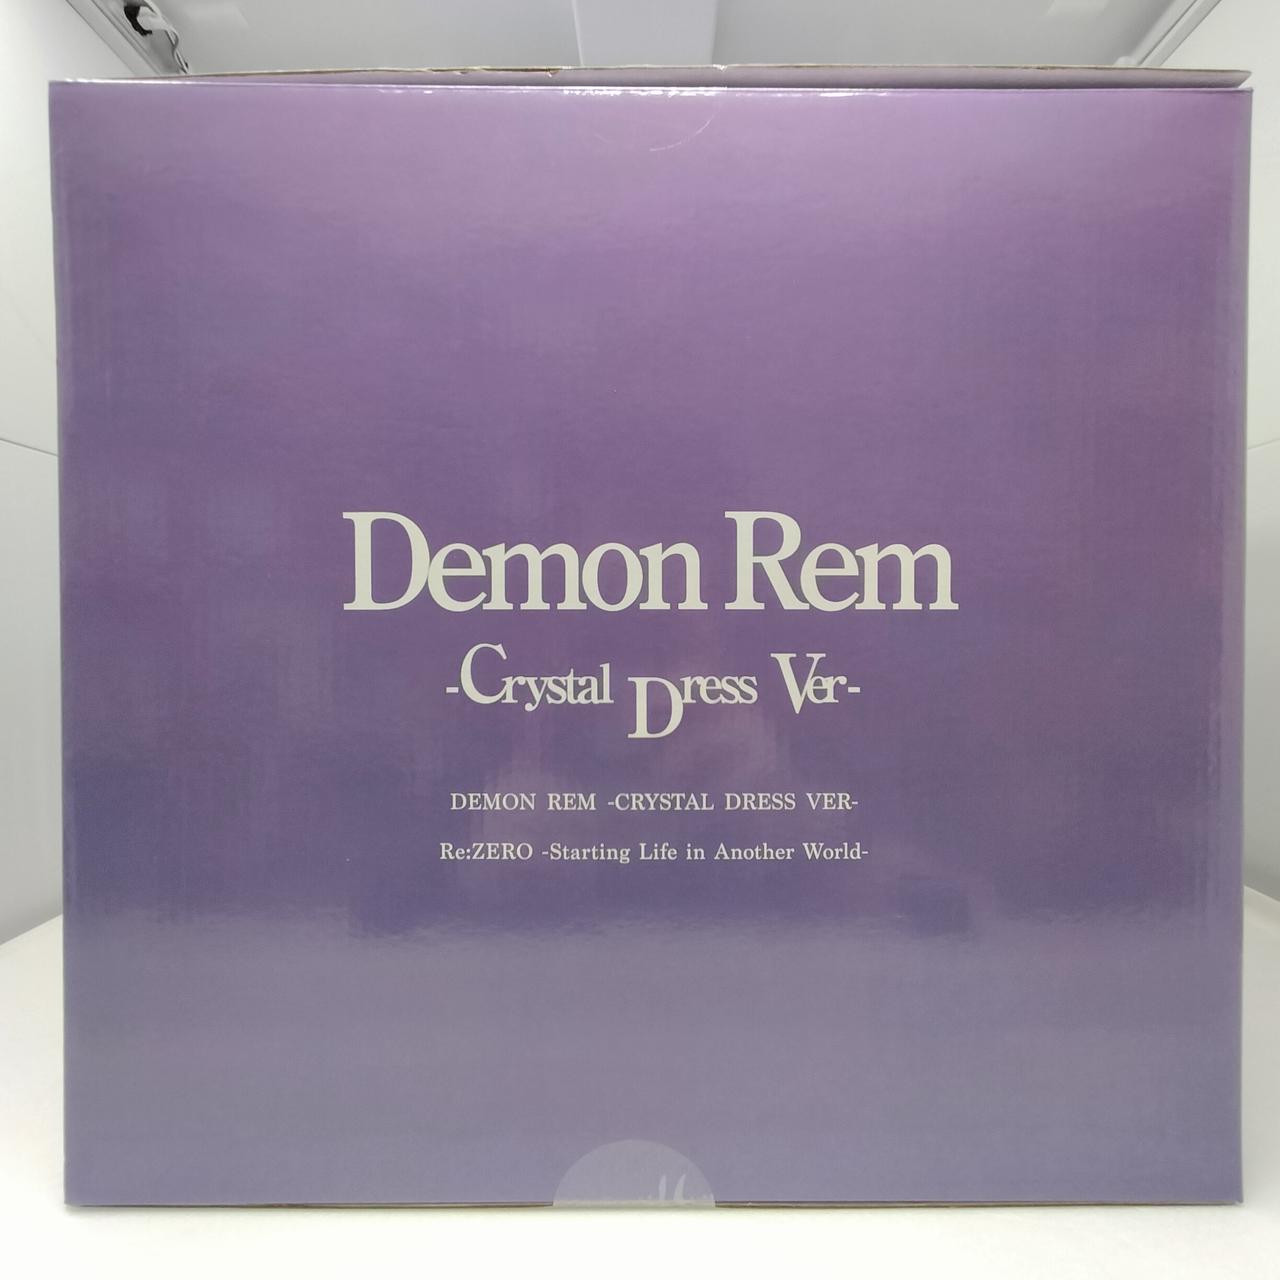 Demon Rem
-Crystal Dress Ver-
DEMON REM -CRYSTAL DRESS VER-
Re:ZERO -Starting Life in Another World-